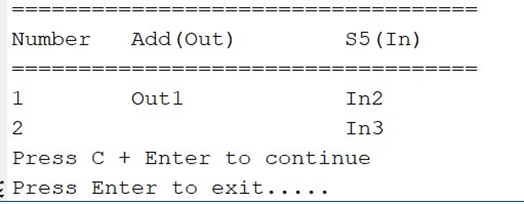 ======================================
Number Add(Out) S5(In)
======================================
1 Out1 In2
2 In3
Press C + Enter to continue
Press Enter to exit.....